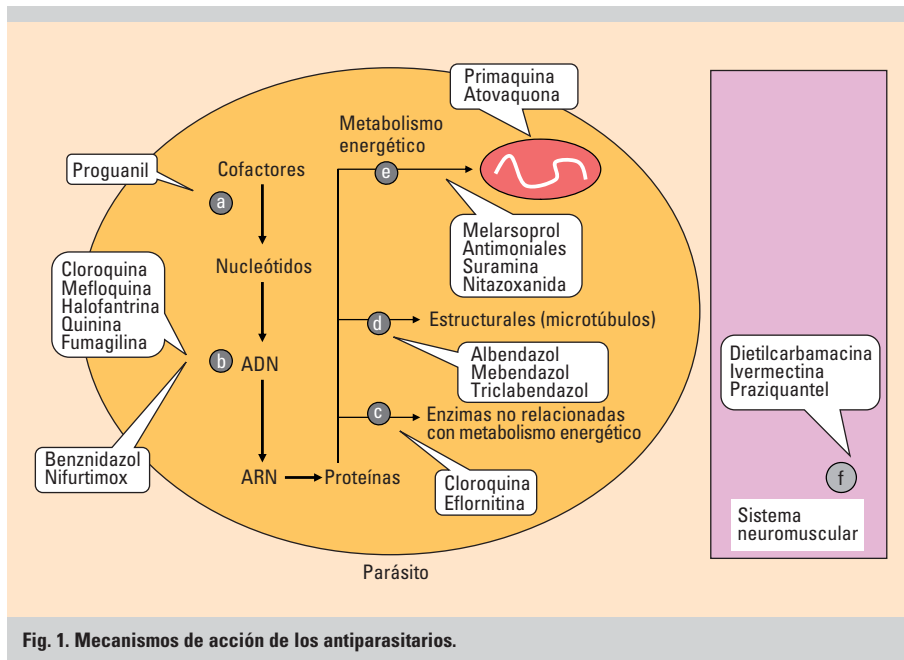 Primaquina
Atovaquona
Metabolismo
energético
e
Proguanil
Cofactores
a
Melarsoprol
Antimoniales
Suramina
Nitazoxanida
Nucleótidos
Cloroquina
Mefloquina
Halofantrina
Quinina
Fumagilina
d
Estructurales (microtúbulos)
b
ADN
Albendazol
Mebendazol
Triclabendazol
Dietilcarbamacina
Ivermectina
Praziquantel
c
Enzimas no relacionadas
con metabolismo energético
Benznidazol
Nifurtimox
ARN
Proteínas
Cloroquina
Eflornitina
f
Sistema
neuromuscular
Parásito
Fig. 1. Mecanismos de acción de los antiparasitarios.